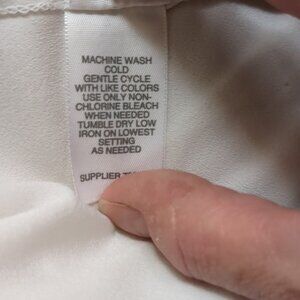 MACHINE WASH
COLD
GENTLE CYCLE
WITH LIKE COLORS
USE ONLY NON-
CHLORINE BLEACH
WHEN NEEDED
TUMBLE DRY LOW
IRON ON LOWEST
SETTING
AS NEEDED
SUPPLIER